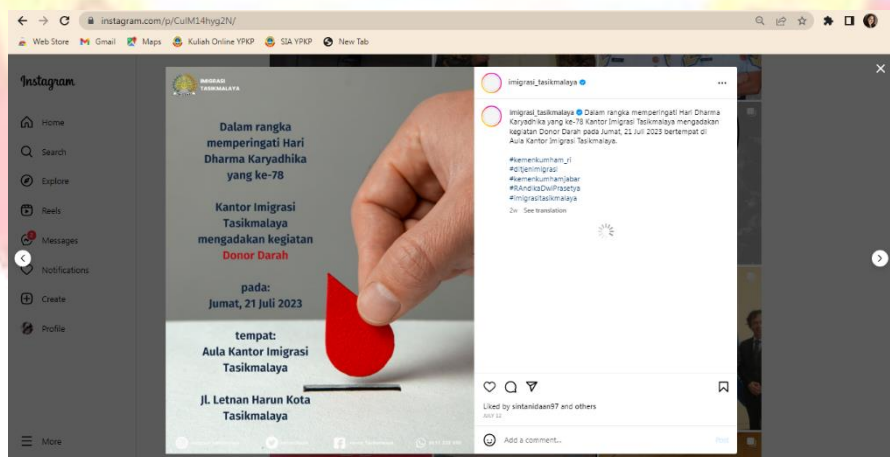 instagram.com/p/CulM14hyg2N/
Web Store Gmail Maps Kuliah Online YPKP SIA YPKP New Tab
Instagram
Home
Search
Explore
Reels
Messages
Notifications
Create
Profile
More
IMIGRASI
TASIKMALAYA
Dalam rangka
memperingati Hari
Dharma Karyadhika
yang ke-78
Kantor Imigrasi
Tasikmalaya
mengadakan kegiatan
Donor Darah
pada:
Jumat, 21 Juli 2023
tempat:
Aula Kantor Imigrasi
Tasikmalaya
Jl. Letnan Harun Kota
Tasikmalaya
imigrasi_tasikmalaya
imigrasi_tasikmalaya Dalam rangka memperingati Hari Dharma
Karyadhika yang ke-78 Kantor Imigrasi Tasikmalaya mengadakan
kegiatan Donor Darah pada Jumat, 21 Juli 2023 bertempat di
Aula Kantor Imigrasi Tasikmalaya.
#kemenkumham_ri
#ditjenimigrasi
#kemenkumhamjabar
#RAndikaDwiPrasetya
#imigrasitasikmalaya
2w See translation
Liked by sintanidaan97 and others
JULY 12
Add a comment...
Post